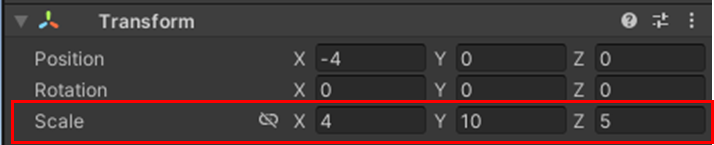 Transform
Position X -4 Y 0 Z 0
Rotation X 0 Y 0 Z 0
Scale X 4 Y 10 Z 5